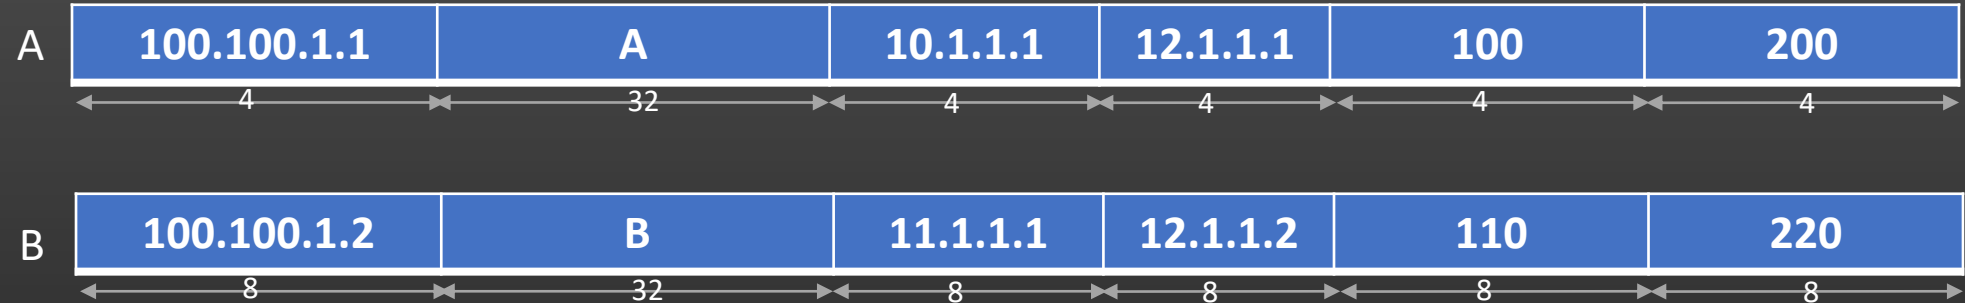 A 100.100.1.1 A 10.1.1.1 12.1.1.1 100 200
4 32 4 4 4 4
B 100.100.1.2 B 11.1.1.1 12.1.1.2 110 220
8 32 8 8 8 8